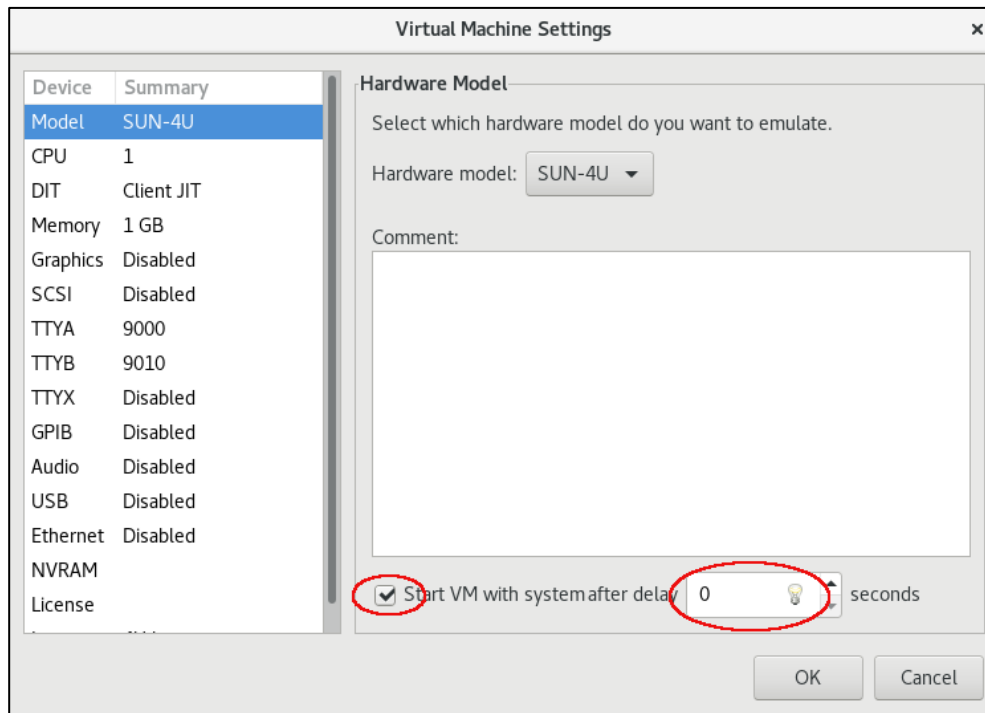 Virtual Machine Settings ×
Device Summary
Model SUN-4U
CPU 1
DIT Client JIT
Memory 1 GB
Graphics Disabled
SCSI Disabled
TTYA 9000
TTYB 9010
TTYX Disabled
GPIB Disabled
Audio Disabled
USB Disabled
Ethernet Disabled
NVRAM
License
Hardware Model
Select which hardware model do you want to emulate.
Hardware model: SUN-4U
Comment:
Start VM with system after delay 0 seconds
OK Cancel